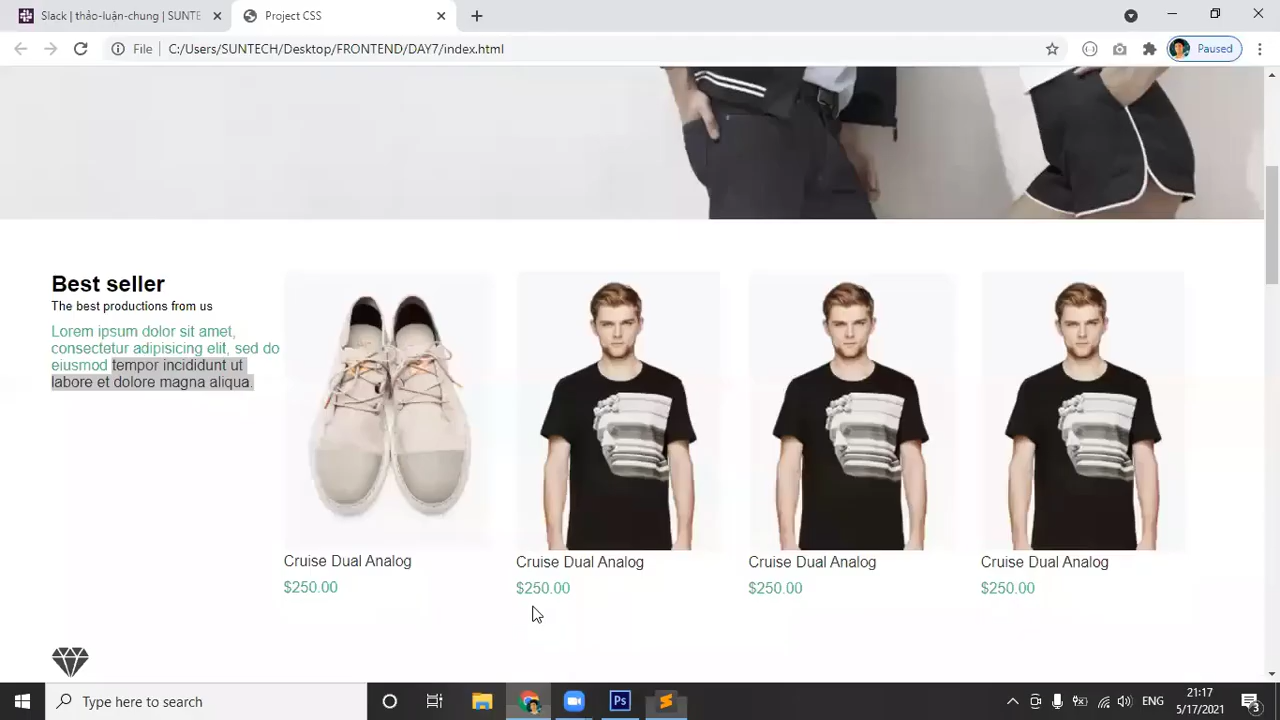 Slack | thảo-luận-chung | SUNTE
Project CSS
File
C:/Users/SUNTECH/Desktop/FRONTEND/DAY7/index.html
Paused
Best seller
The best productions from us
Lorem ipsum dolor sit amet,
consectetur adipisicing elit, sed do
eiusmod tempor incididunt ut
labore et dolore magna aliqua.
Cruise Dual Analog
$250.00
Cruise Dual Analog
$250.00
Cruise Dual Analog
$250.00
Cruise Dual Analog
$250.00
Type here to search
Ps
ENG
21:17
5/17/2021
3